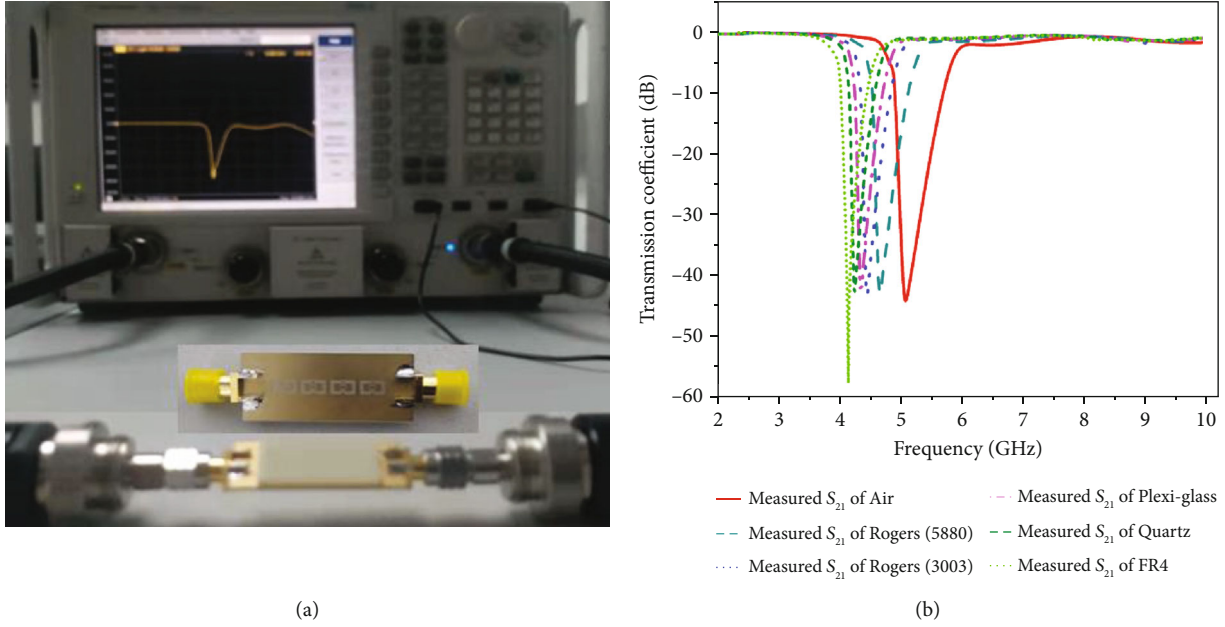 0
−10
−20
−30
−40
−50
−60
Transmission coefficient (dB)
2 3 4 5 6 7 8 9 10
Frequency (GHz)
Measured S21 of Air
Measured S21 of Rogers (5880)
Measured S21 of Rogers (3003)
Measured S21 of Plexi-glass
Measured S21 of Quartz
Measured S21 of FR4
(a)
(b)